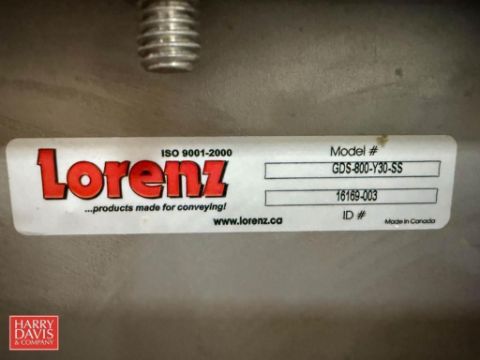 ISO 9001-2000
Lorenz
...products made for conveying!
www.lorenz.ca
Model #
GDS-800-Y30-SS
16169-003
ID #
Made in Canada
HARRY
DAVIS
& COMPANY